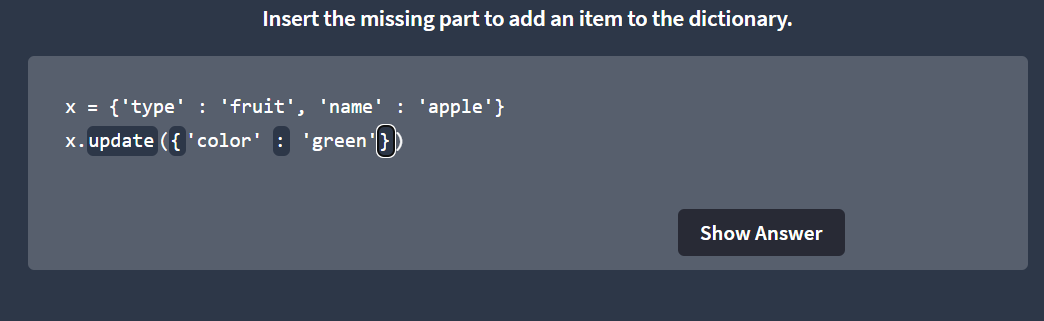 Insert the missing part to add an item to the dictionary.
x = {'type' : 'fruit', 'name' : 'apple'}
x.update({'color' : 'green'})
Show Answer